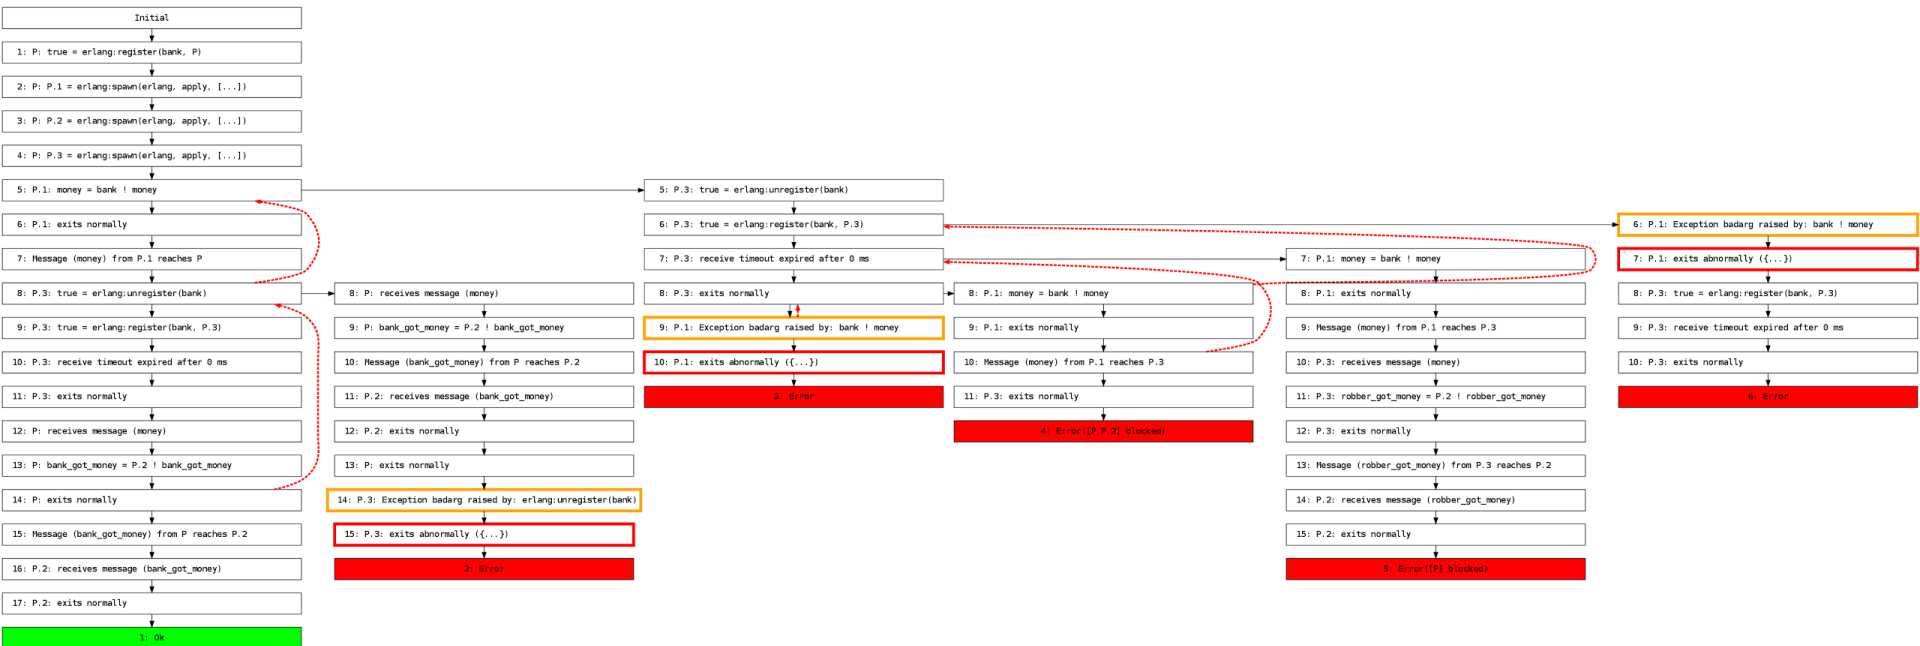 Initial
1: P: true = erlang:register(bank, P)
2: P: P.1 = erlang:spawn(erlang, apply, [...])
3: P: P.2 = erlang:spawn(erlang, apply, [...])
4: P: P.3 = erlang:spawn(erlang, apply, [...])
5: P.1: money = bank ! money
6: P.1: exits normally
7: Message (money) from P.1 reaches P
8: P.3: true = erlang:unregister(bank)
9: P.3: true = erlang:register(bank, P.3)
10: P.3: receive timeout expired after 0 ms
11: P.3: exits normally
12: P: receives message (money)
13: P: bank_got_money = P.2 ! bank_got_money
14: P: exits normally
15: Message (bank_got_money) from P reaches P.2
16: P.2: receives message (bank_got_money)
17: P.2: exits normally
1: Ok
8: P: receives message (money)
9: P: bank_got_money = P.2 ! bank_got_money
10: Message (bank_got_money) from P reaches P.2
11: P.2: receives message (bank_got_money)
12: P.2: exits normally
13: P: exits normally
14: P.3: Exception badarg raised by: erlang:unregister(bank)
15: P.3: exits abnormally ({...})
2: Error
5: P.3: true = erlang:unregister(bank)
6: P.3: true = erlang:register(bank, P.3)
7: P.3: receive timeout expired after 0 ms
8: P.3: exits normally
9: P.1: Exception badarg raised by: bank ! money
10: P.1: exits abnormally ({...})
3: Error
8: P.1: money = bank ! money
9: P.1: exits normally
10: Message (money) from P.1 reaches P.3
11: P.3: exits normally
4: Error([P,P.2] blocked)
7: P.1: money = bank ! money
8: P.1: exits normally
9: Message (money) from P.1 reaches P.3
10: P.3: receives message (money)
11: P.3: robber_got_money = P.2 ! robber_got_money
12: P.3: exits normally
13: Message (robber_got_money) from P.3 reaches P.2
14: P.2: receives message (robber_got_money)
15: P.2: exits normally
5: Error([P] blocked)
6: P.1: Exception badarg raised by: bank ! money
7: P.1: exits abnormally ({...})
8: P.3: true = erlang:register(bank, P.3)
9: P.3: receive timeout expired after 0 ms
10: P.3: exits normally
6: Error